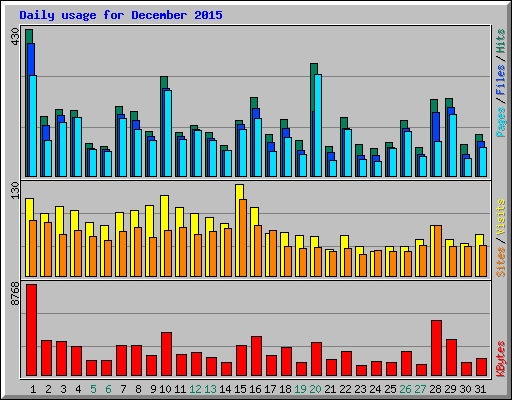 Daily usage for December 2015
430
Pages / Files / Hits
130
Sites / Visits
8768
KBytes
1 2 3 4 5 6 7 8 9 10 11 12 13 14 15 16 17 18 19 20 21 22 23 24 25 26 27 28 29 30 31